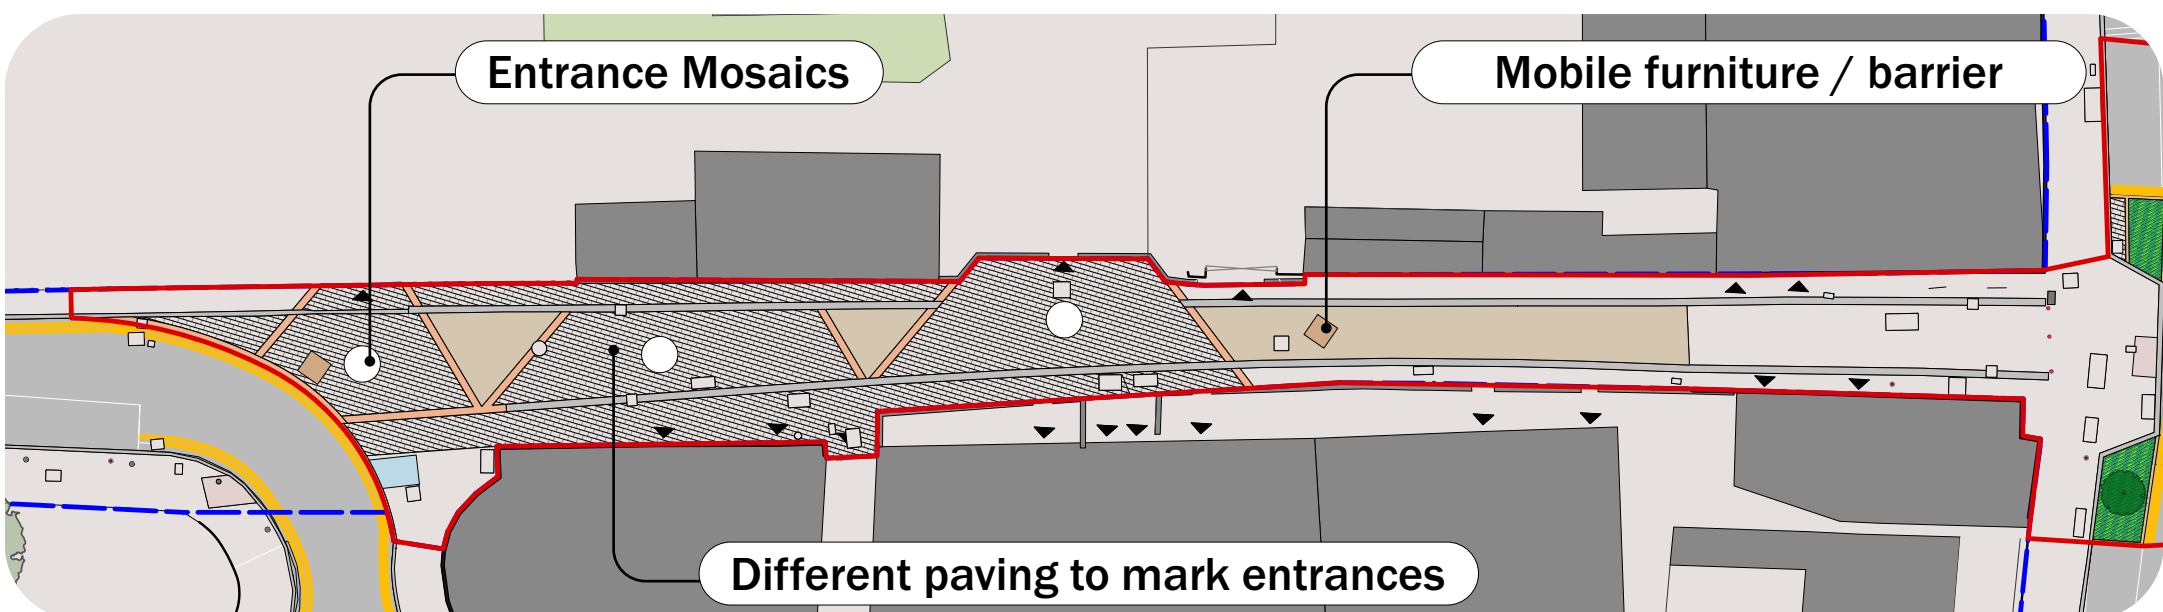 Entrance Mosaics
Mobile furniture / barrier
Different paving to mark entrances